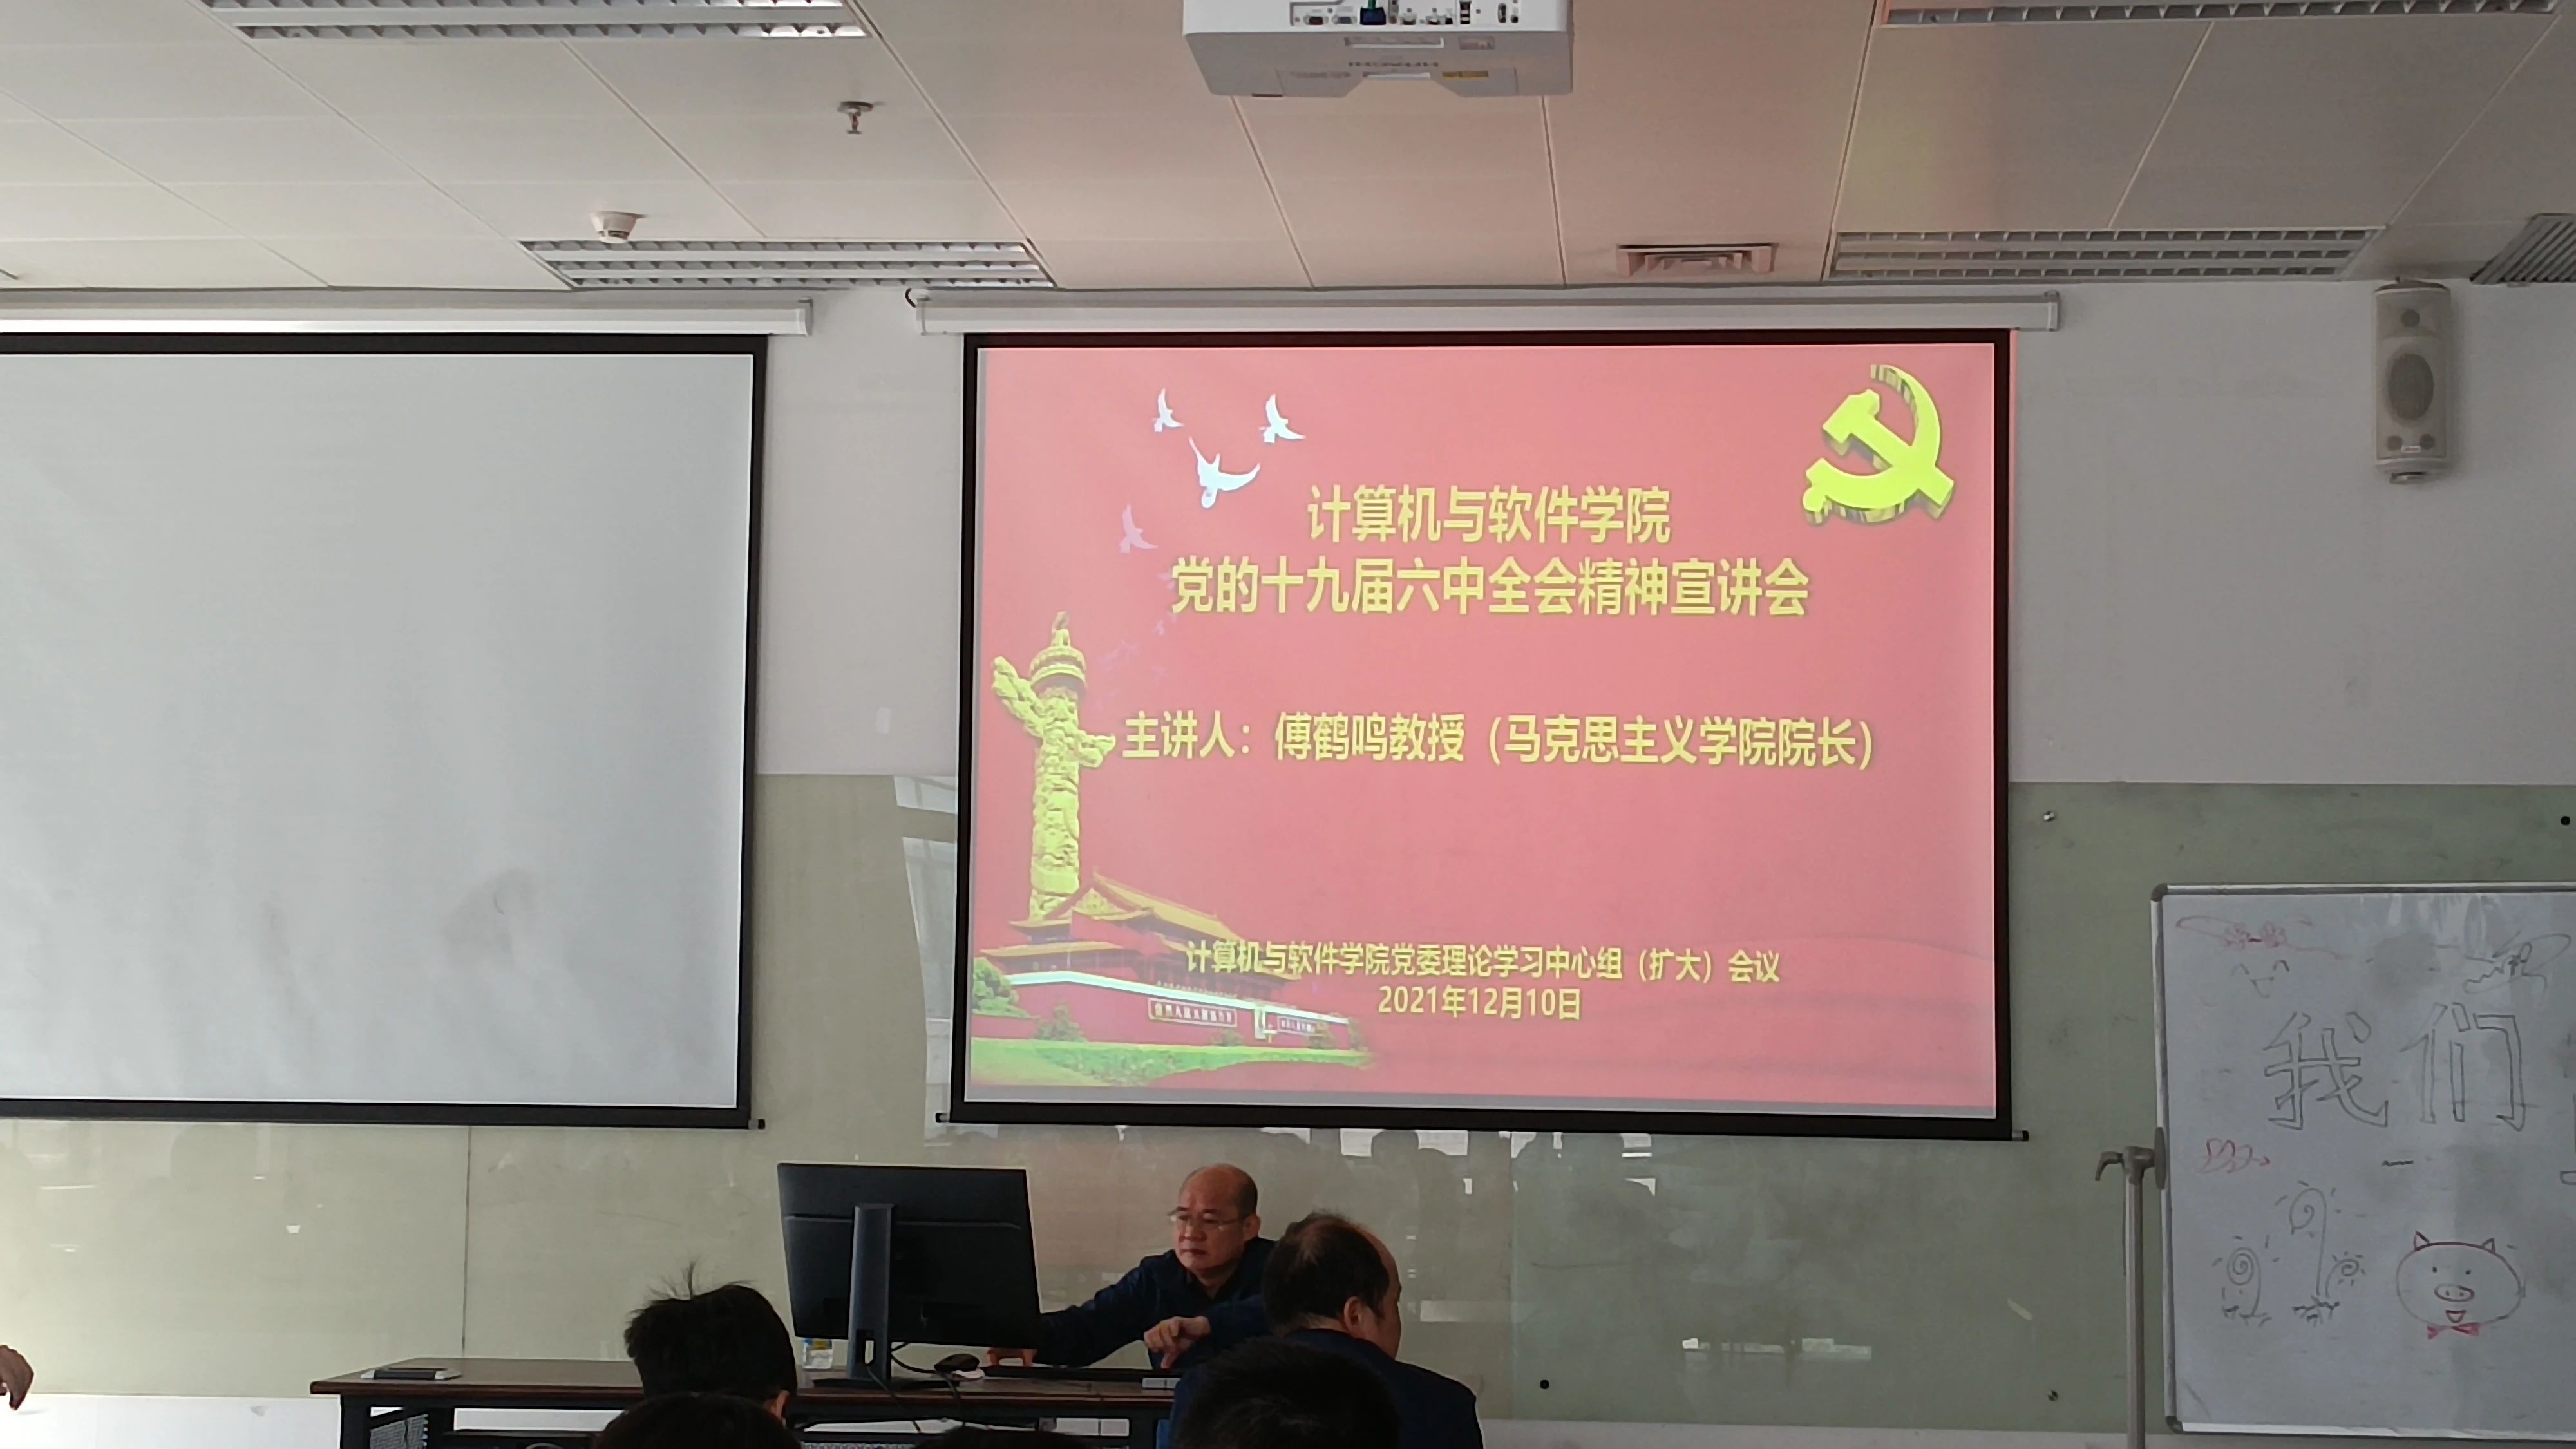 计算机与软件学院
党的十九届六中全会精神宣讲会
主讲人：傅鹤鸣教授（马克思主义学院院长）
计算机与软件学院党委理论学习中心组（扩大）会议
2021年12月10日
我们
HITACHI